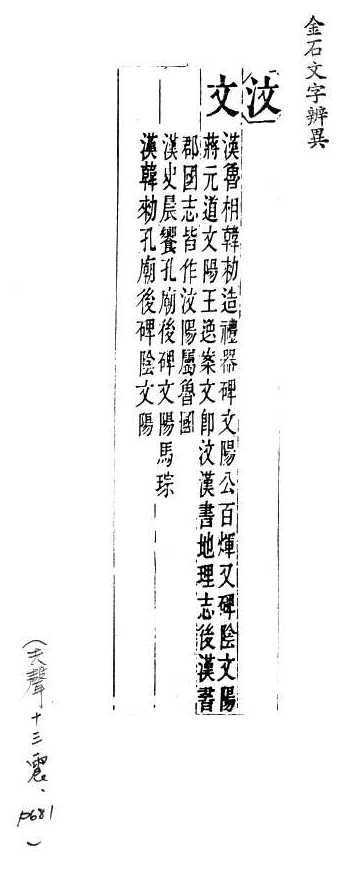 金石文字辨異
汶
文
漢魯相韓勑造禮器碑文陽公百煇又碑陰文陽
蔣元道文陽王逸案文卽汶漢書地理志後漢書
郡國志皆作汶陽屬魯國
漢史晨饗孔廟後碑文陽馬琮
漢韓勑孔廟後碑陰文陽
(去聲十三震、p681)